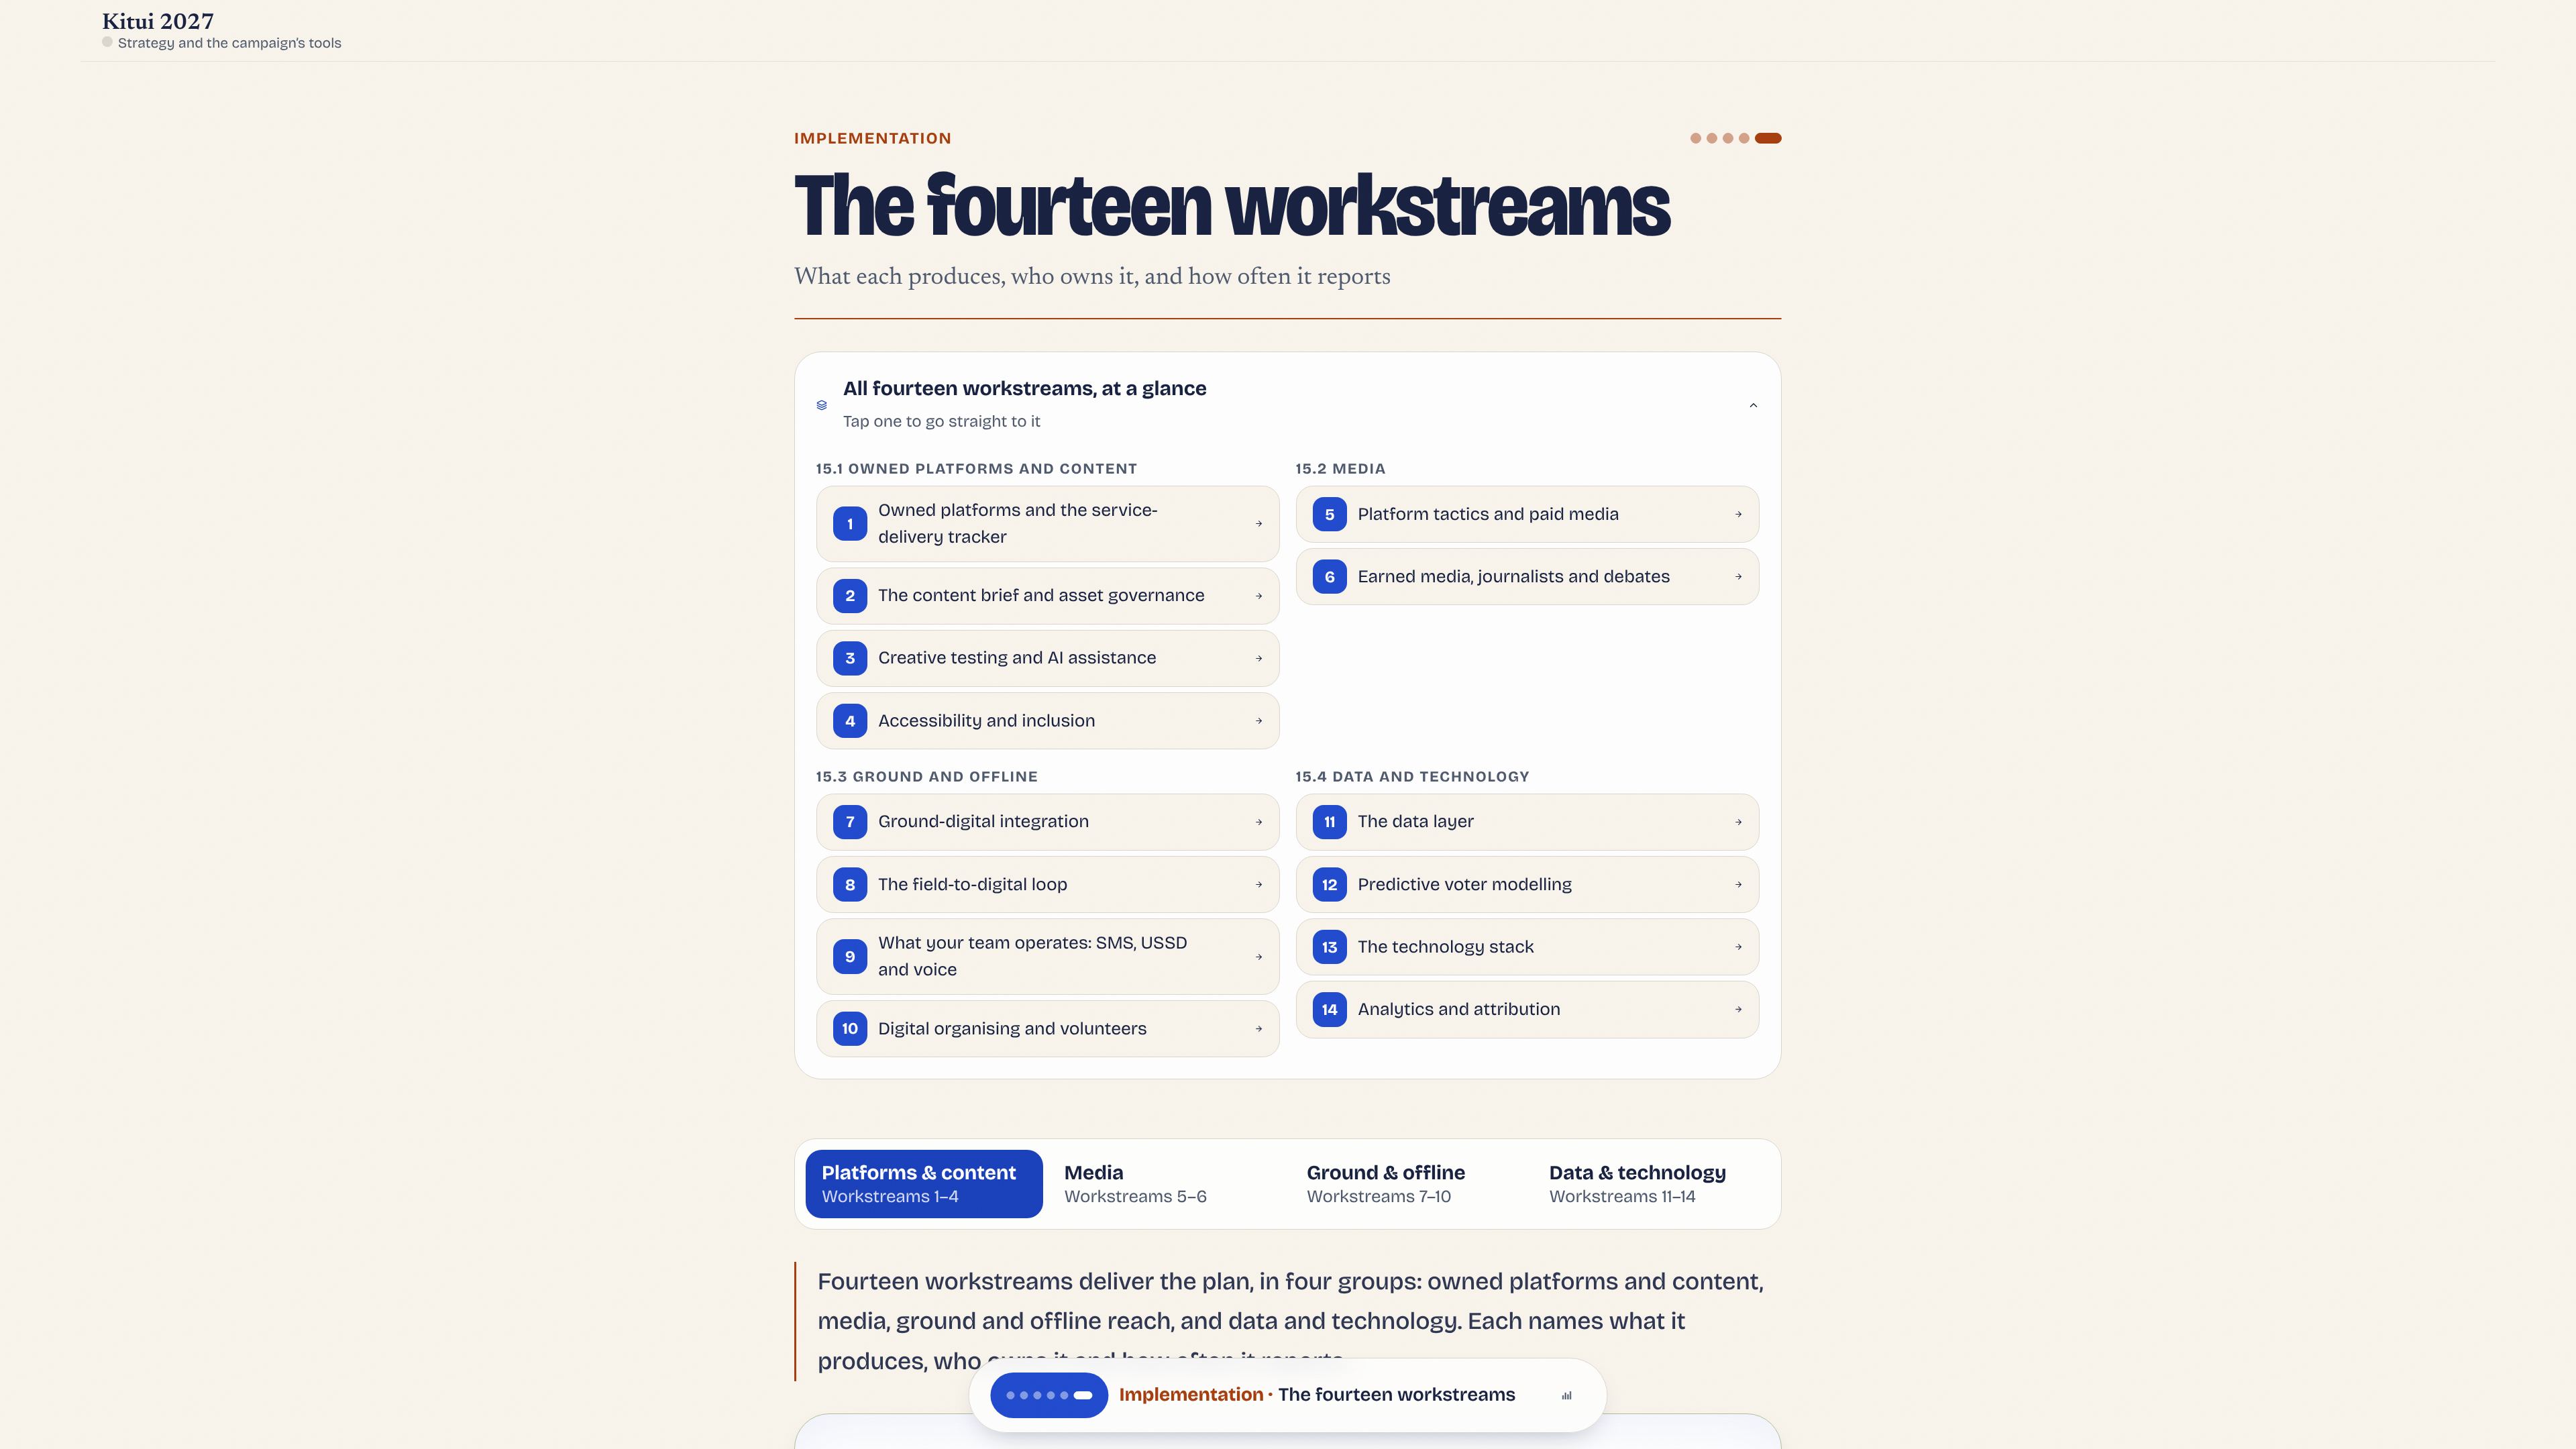 Kitui 2027
Strategy and the campaign's tools
IMPLEMENTATION
The fourteen workstreams
What each produces, who owns it, and how often it reports
All fourteen workstreams, at a glance
Tap one to go straight to it
15.1 OWNED PLATFORMS AND CONTENT
1 Owned platforms and the service-
delivery tracker
2 The content brief and asset governance
3 Creative testing and AI assistance
4 Accessibility and inclusion
15.2 MEDIA
5 Platform tactics and paid media
6 Earned media, journalists and debates
15.3 GROUND AND OFFLINE
7 Ground-digital integration
8 The field-to-digital loop
9 What your team operates: SMS, USSD
and voice
10 Digital organising and volunteers
15.4 DATA AND TECHNOLOGY
11 The data layer
12 Predictive voter modelling
13 The technology stack
14 Analytics and attribution
Platforms & content
Workstreams 1–4
Media
Workstreams 5–6
Ground & offline
Workstreams 7–10
Data & technology
Workstreams 11–14
Fourteen workstreams deliver the plan, in four groups: owned platforms and content,
media, ground and offline reach, and data and technology. Each names what it
produces, who owns it and how often it reports
Implementation · The fourteen workstreams